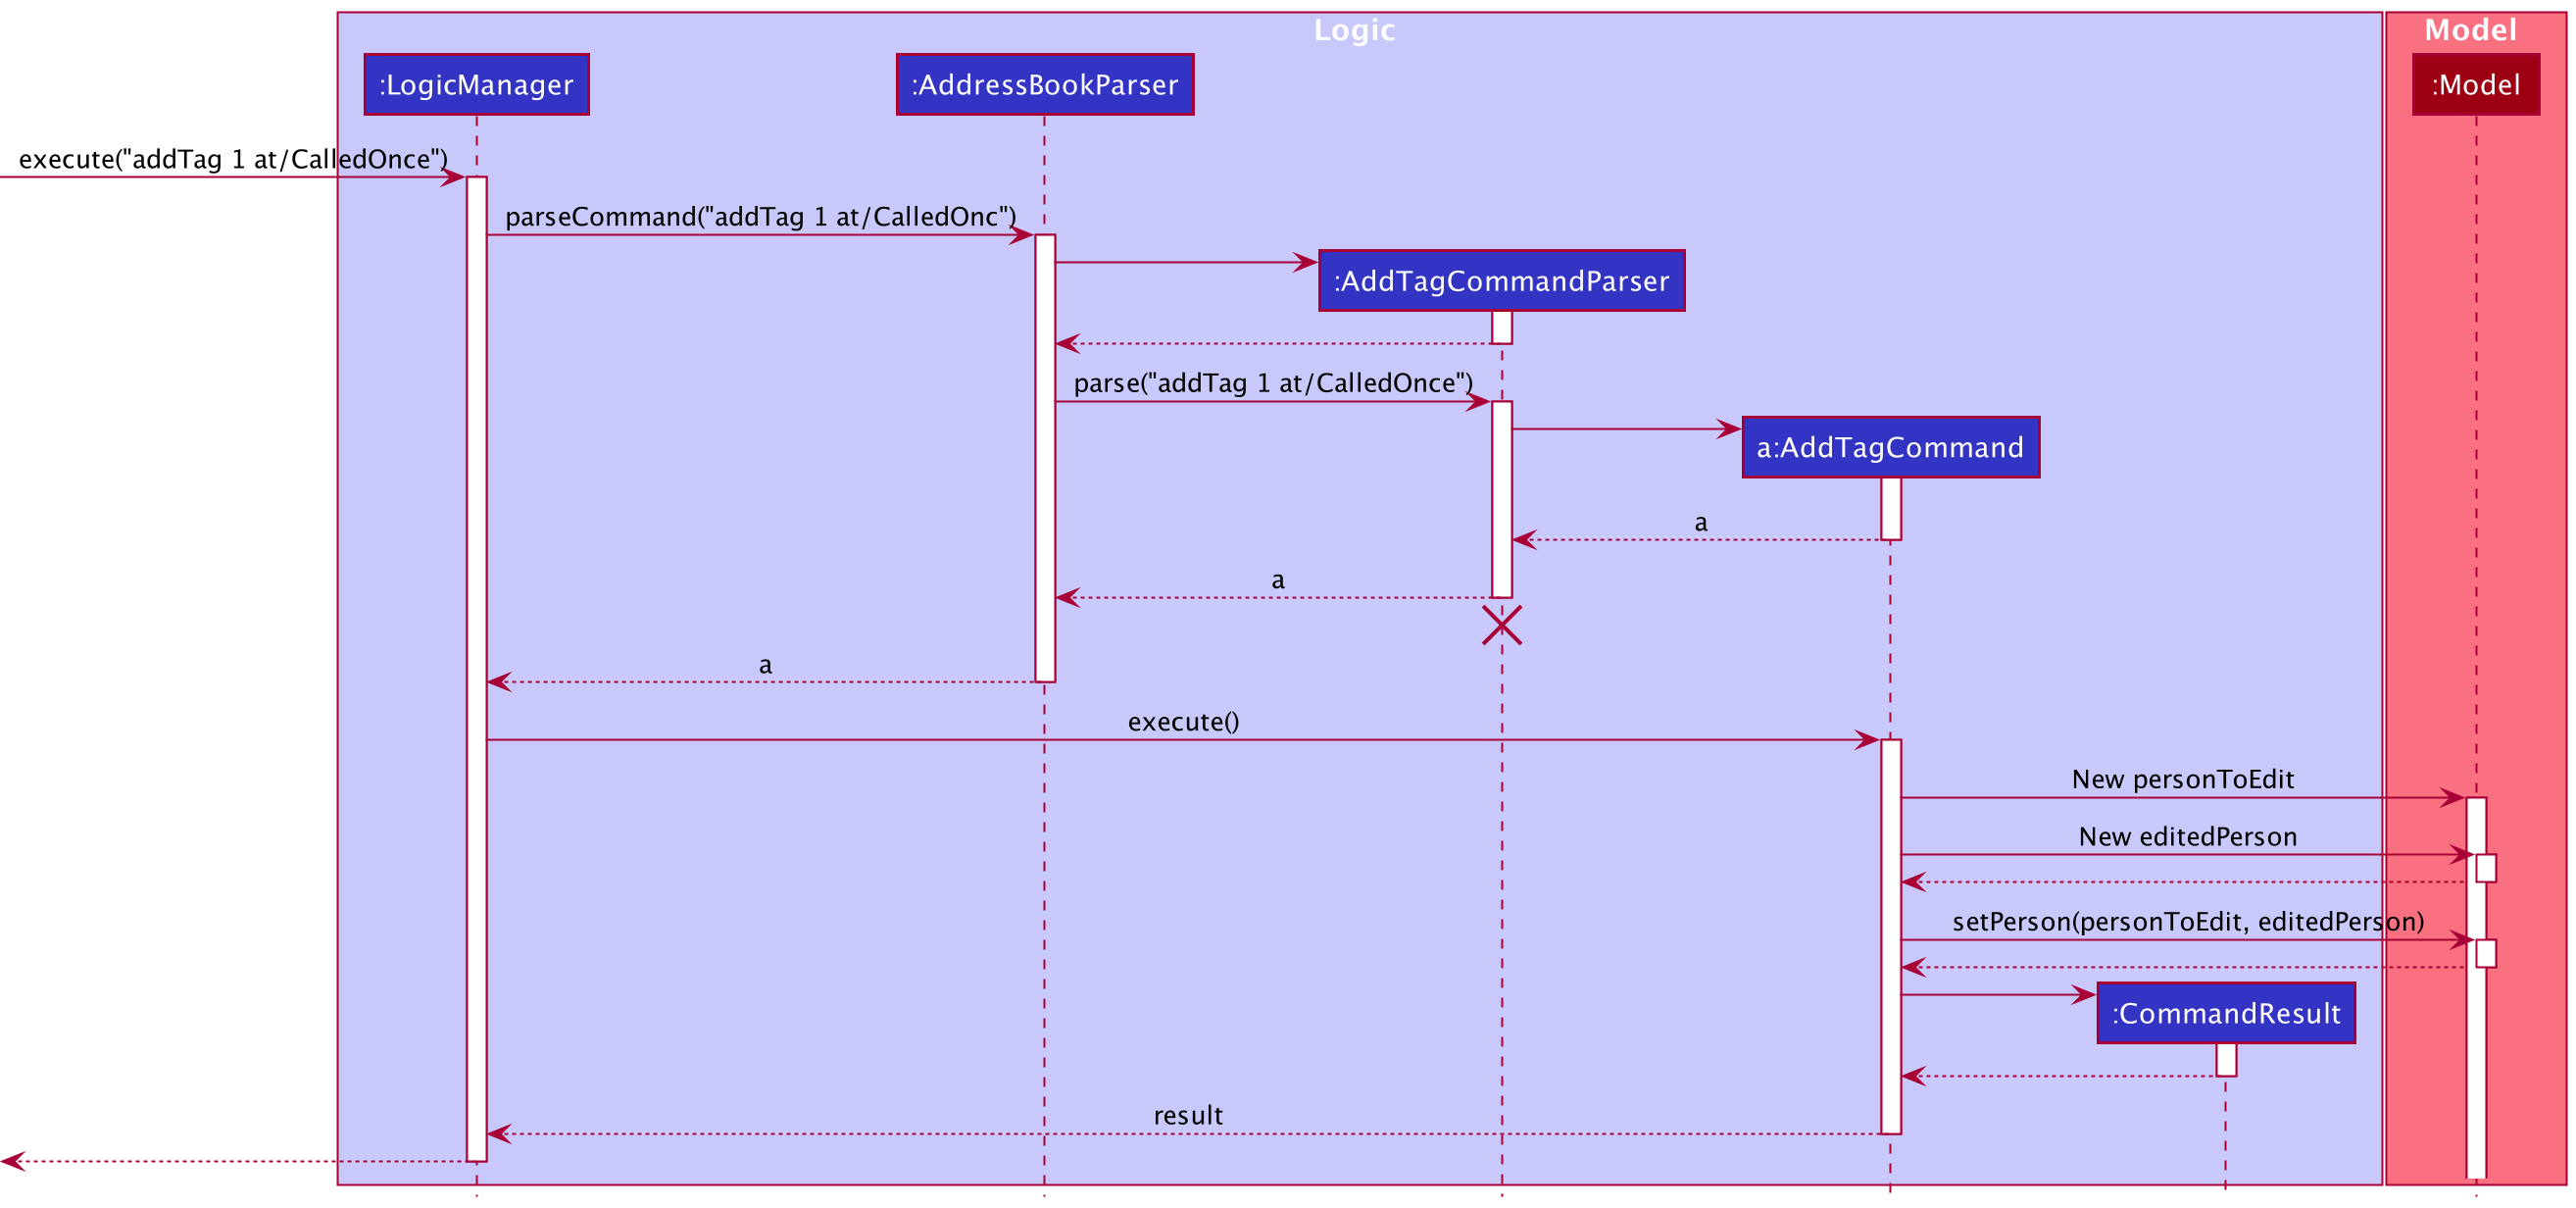 Logic
Model
:LogicManager
:AddressBookParser
:Model
execute("addTag 1 at/CalledOnce")
parseCommand("addTag 1 at/CalledOnc")
:AddTagCommandParser
parse("addTag 1 at/CalledOnce")
a:AddTagCommand
a
a
a
execute()
New personToEdit
New editedPerson
setPerson(personToEdit, editedPerson)
:CommandResult
result